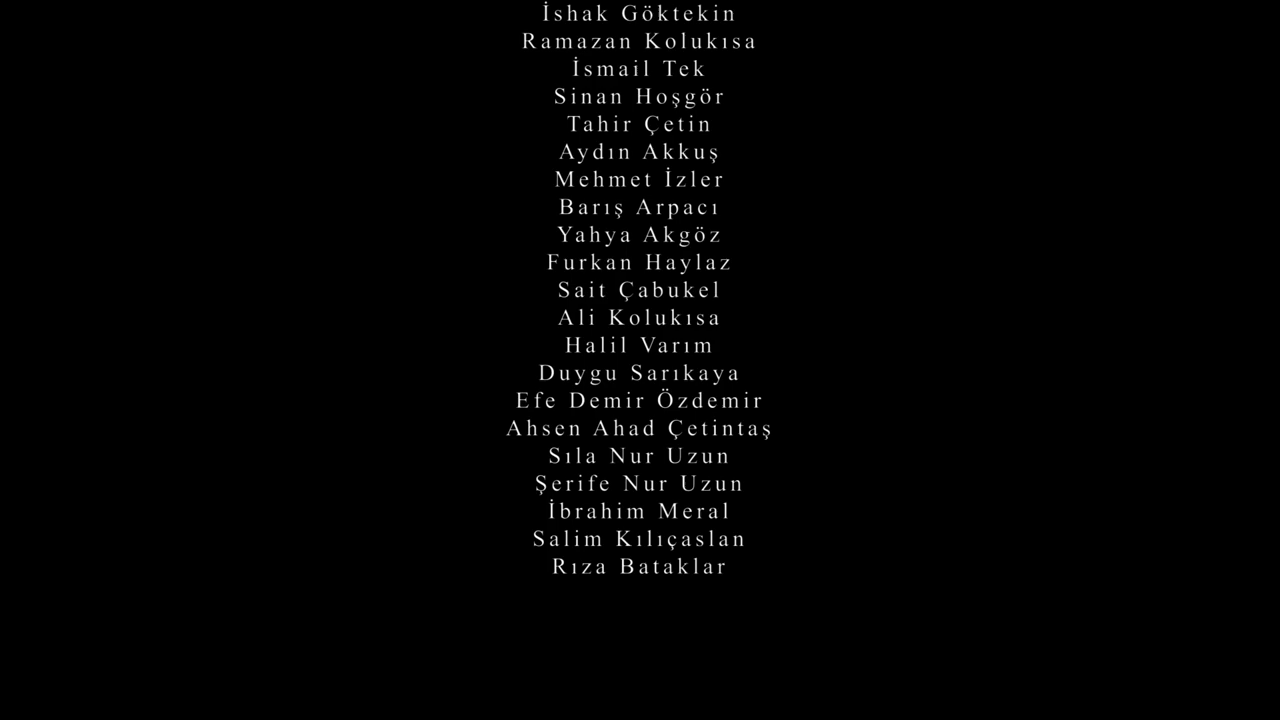 İshak Göktekin
Ramazan Kolukısa
İsmail Tek
Sinan Hoşgör
Tahir Çetin
Aydın Akkuş
Mehmet İzler
Barış Arpacı
Yahya Akgöz
Furkan Haylaz
Sait Çabukel
Ali Kolukısa
Halil Varım
Duygu Sarıkaya
Efe Demir Özdemir
Ahsen Ahad Çetintaş
Sıla Nur Uzun
Şerife Nur Uzun
İbrahim Meral
Salim Kılıçaslan
Rıza Bataklar